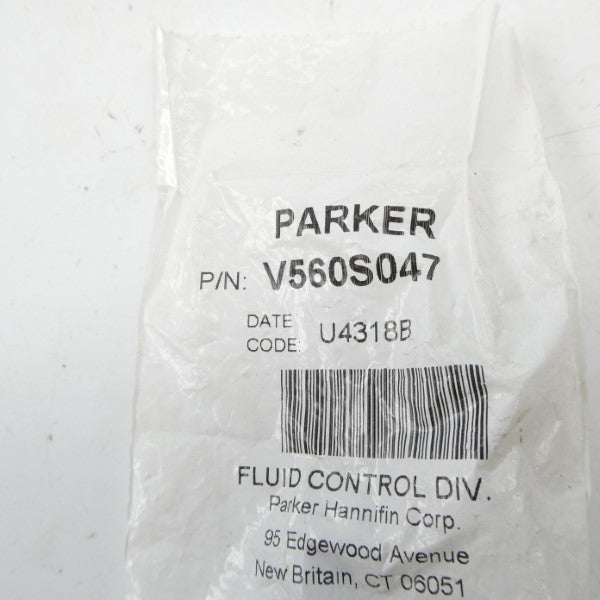 PARKER
P/N: V560S047
DATE
CODE: U4318B
FLUID CONTROL DIV.
Parker Hannifin Corp.
95 Edgewood Avenue
New Britain, CT 06051